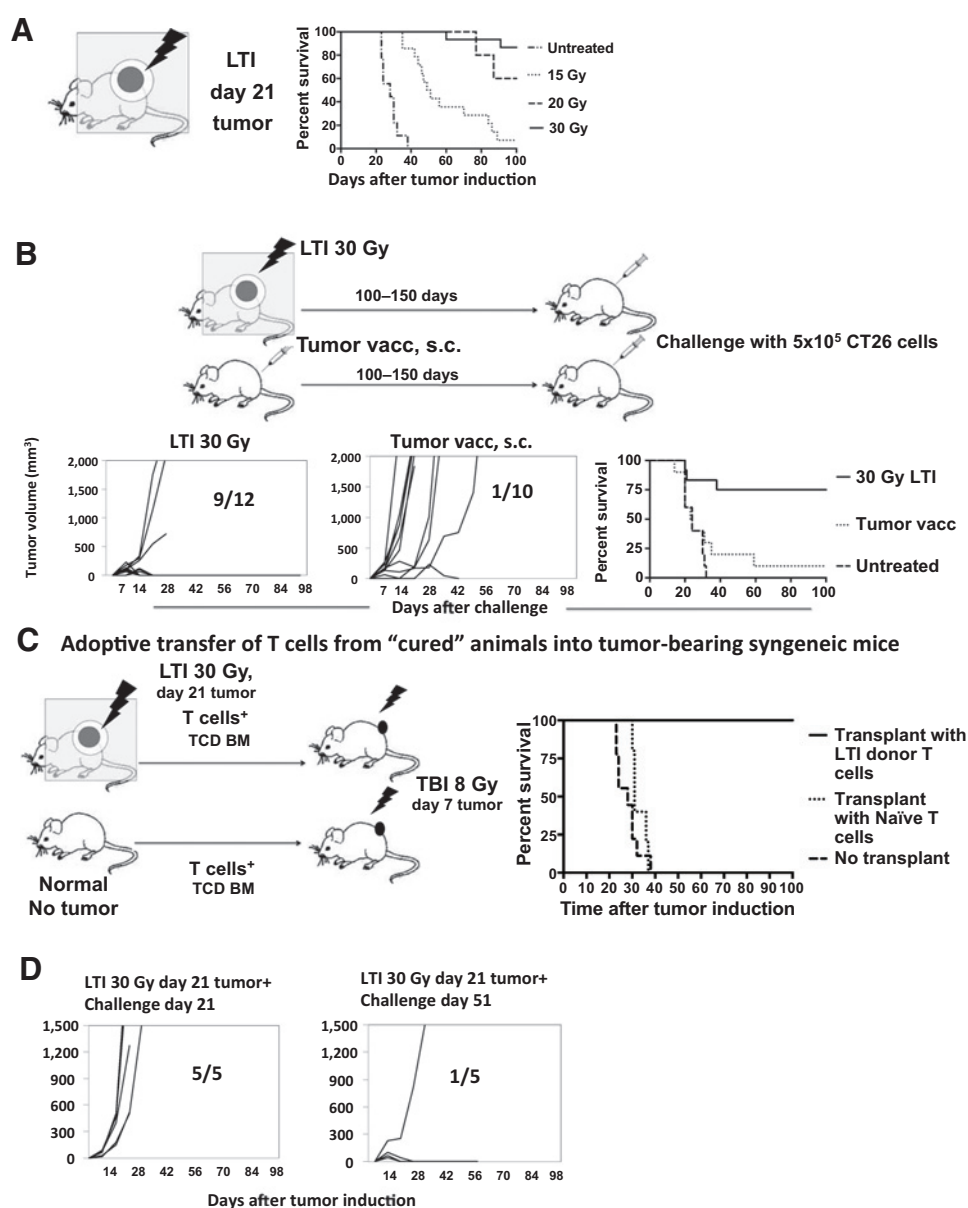 A
LTI
day 21
tumor
Percent survival
100
80
60
40
20
0
0 20 40 60 80 100
Days after tumor induction
Untreated
15 Gy
20 Gy
30 Gy
B
LTI 30 Gy
100–150 days
Tumor vacc, s.c.
100–150 days
Challenge with 5x10⁵ CT26 cells
LTI 30 Gy
Tumor volume (mm³)
2,000
1,500
1,000
500
0
9/12
7 14 28 42 56 70 84 98
Tumor vacc, s.c.
2,000
1,500
1,000
500
0
1/10
7 14 28 42 56 70 84 98
Days after challenge
Percent survival
100
75
50
25
0
0 20 40 60 80 100
30 Gy LTI
Tumor vacc
Untreated
C Adoptive transfer of T cells from “cured” animals into tumor-bearing syngeneic mice
LTI 30 Gy,
day 21 tumor
T cells⁺
TCD BM
TBI 8 Gy
day 7 tumor
T cells⁺
TCD BM
Normal
No tumor
Percent survival
100
75
50
25
0
0 10 20 30 40 50 60 70 80 90 100
Time after tumor induction
Transplant with
LTI donor T
cells
Transplant
with Naïve T
cells
No transplant
D
LTI 30 Gy day 21 tumor+
Challenge day 21
1,500
1,200
900
600
300
0
5/5
14 28 42 56 70 84 98
LTI 30 Gy day 21 tumor+
Challenge day 51
1,500
1,200
900
600
300
0
1/5
14 28 42 56 70 84 98
Days after tumor induction